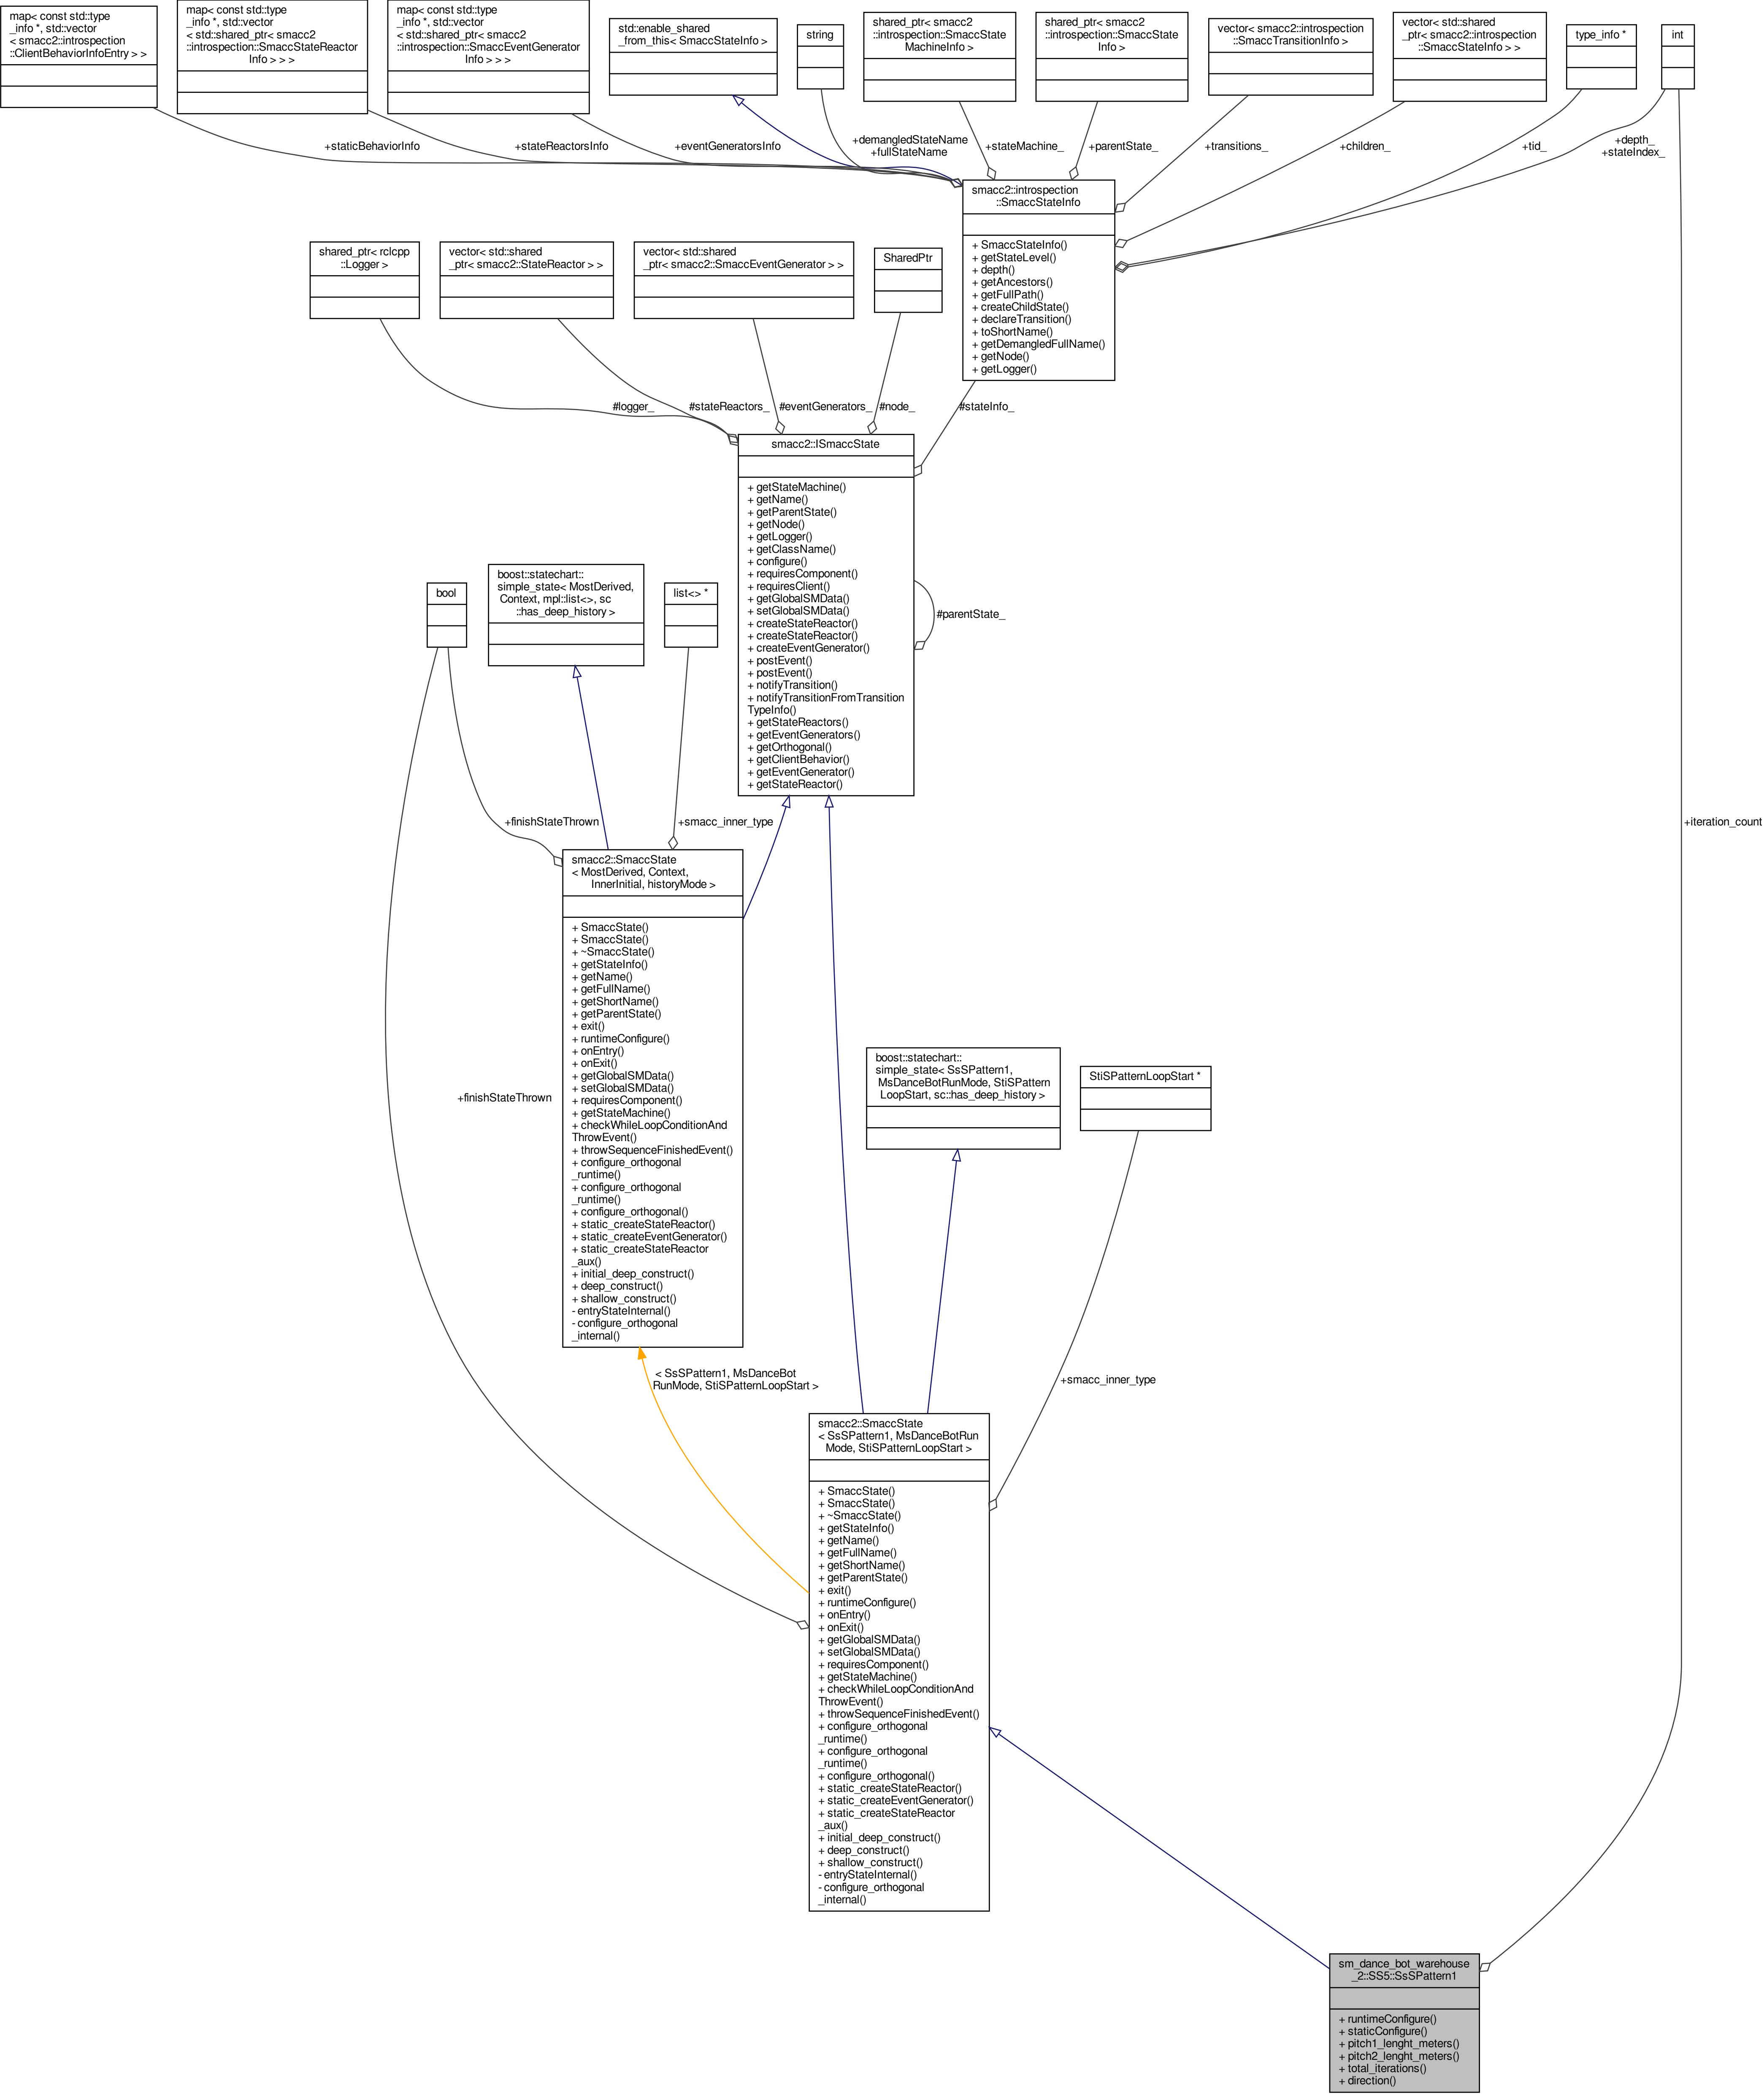 map< const std::type
_info *, std::vector
< smacc2::introspection
::ClientBehaviorInfoEntry > >
map< const std::type
_info *, std::vector
< std::shared_ptr< smacc2
::introspection::SmaccStateReactor
Info > > >
map< const std::type
_info *, std::vector
< std::shared_ptr< smacc2
::introspection::SmaccEventGenerator
Info > > >
std::enable_shared
_from_this< SmaccStateInfo >
string
shared_ptr< smacc2
::introspection::SmaccState
MachineInfo >
shared_ptr< smacc2
::introspection::SmaccState
Info >
vector< smacc2::introspection
::SmaccTransitionInfo >
vector< std::shared
_ptr< smacc2::introspection
::SmaccStateInfo > >
type_info *
int
+staticBehaviorInfo
+stateReactorsInfo
+eventGeneratorsInfo
+demangledStateName
+fullStateName
+stateMachine_
+parentState_
+transitions_
+children_
+tid_
+depth_
+stateIndex_
smacc2::introspection
::SmaccStateInfo
+ SmaccStateInfo()
+ getStateLevel()
+ depth()
+ getAncestors()
+ getFullPath()
+ createChildState()
+ declareTransition()
+ toShortName()
+ getDemangledFullName()
+ getNode()
+ getLogger()
shared_ptr< rclcpp
::Logger >
vector< std::shared
_ptr< smacc2::StateReactor > >
vector< std::shared
_ptr< smacc2::SmaccEventGenerator > >
SharedPtr
#logger_
#stateReactors_
#eventGenerators_
#node_
#stateInfo_
smacc2::ISmaccState
+ getStateMachine()
+ getName()
+ getParentState()
+ getNode()
+ getLogger()
+ getClassName()
+ configure()
+ requiresComponent()
+ requiresClient()
+ getGlobalSMData()
+ setGlobalSMData()
+ createStateReactor()
+ createStateReactor()
+ createEventGenerator()
+ postEvent()
+ postEvent()
+ notifyTransition()
+ notifyTransitionFromTransition
TypeInfo()
+ getStateReactors()
+ getEventGenerators()
+ getOrthogonal()
+ getClientBehavior()
+ getEventGenerator()
+ getStateReactor()
#parentState_
bool
boost::statechart::
simple_state< MostDerived,
Context, mpl::list<>, sc
::has_deep_history >
list<> *
+finishStateThrown
+smacc_inner_type
+iteration_count
smacc2::SmaccState
< MostDerived, Context,
InnerInitial, historyMode >
+ SmaccState()
+ SmaccState()
+ ~SmaccState()
+ getStateInfo()
+ getName()
+ getFullName()
+ getShortName()
+ getParentState()
+ exit()
+ runtimeConfigure()
+ onEntry()
+ onExit()
+ getGlobalSMData()
+ setGlobalSMData()
+ requiresComponent()
+ getStateMachine()
+ checkWhileLoopConditionAnd
ThrowEvent()
+ throwSequenceFinishedEvent()
+ configure_orthogonal
_runtime()
+ configure_orthogonal
_runtime()
+ configure_orthogonal()
+ static_createStateReactor()
+ static_createEventGenerator()
+ static_createStateReactor
_aux()
+ initial_deep_construct()
+ deep_construct()
+ shallow_construct()
- entryStateInternal()
- configure_orthogonal
_internal()
+finishStateThrown
boost::statechart::
simple_state< SsSPattern1,
MsDanceBotRunMode, StiSPattern
LoopStart, sc::has_deep_history >
StiSPatternLoopStart *
< SsSPattern1, MsDanceBot
RunMode, StiSPatternLoopStart >
+smacc_inner_type
smacc2::SmaccState
< SsSPattern1, MsDanceBotRun
Mode, StiSPatternLoopStart >
+ SmaccState()
+ SmaccState()
+ ~SmaccState()
+ getStateInfo()
+ getName()
+ getFullName()
+ getShortName()
+ getParentState()
+ exit()
+ runtimeConfigure()
+ onEntry()
+ onExit()
+ getGlobalSMData()
+ setGlobalSMData()
+ requiresComponent()
+ getStateMachine()
+ checkWhileLoopConditionAnd
ThrowEvent()
+ throwSequenceFinishedEvent()
+ configure_orthogonal
_runtime()
+ configure_orthogonal
_runtime()
+ configure_orthogonal()
+ static_createStateReactor()
+ static_createEventGenerator()
+ static_createStateReactor
_aux()
+ initial_deep_construct()
+ deep_construct()
+ shallow_construct()
- entryStateInternal()
- configure_orthogonal
_internal()
sm_dance_bot_warehouse
_2::SS5::SsSPattern1
+ runtimeConfigure()
+ staticConfigure()
+ pitch1_lenght_meters()
+ pitch2_lenght_meters()
+ total_iterations()
+ direction()